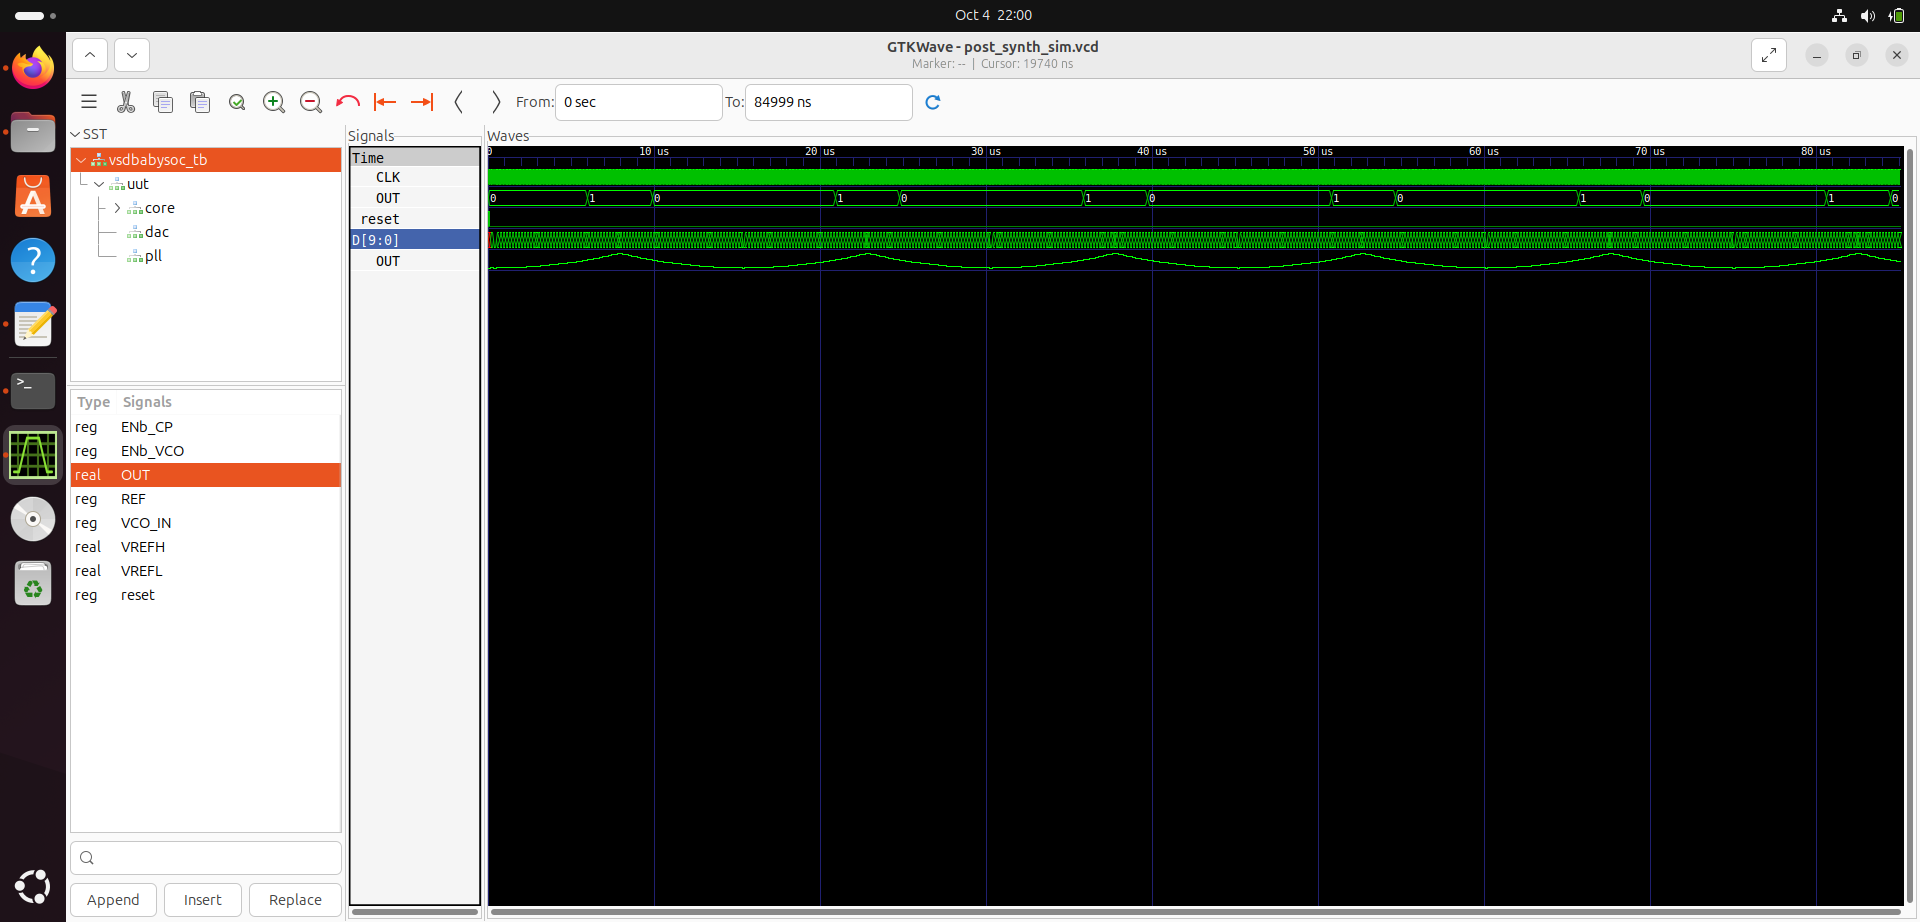 Oct 4 22:00
GTKWave - post_synth_sim.vcd
Marker: -- | Cursor: 19740 ns
From: 0 sec To: 84999 ns
SST
vsdbabysoc_tb
uut
core
dac
pll
Type Signals
reg ENb_CP
reg ENb_VCO
real OUT
reg REF
reg VCO_IN
real VREFH
real VREFL
reg reset
Append Insert Replace
Signals
Time
CLK
OUT
reset
D[9:0]
OUT
Waves
0 10 us 20 us 30 us 40 us 50 us 60 us 70 us 80 us
0 1 0 1 0 1 0 1 0 1 0 1 0